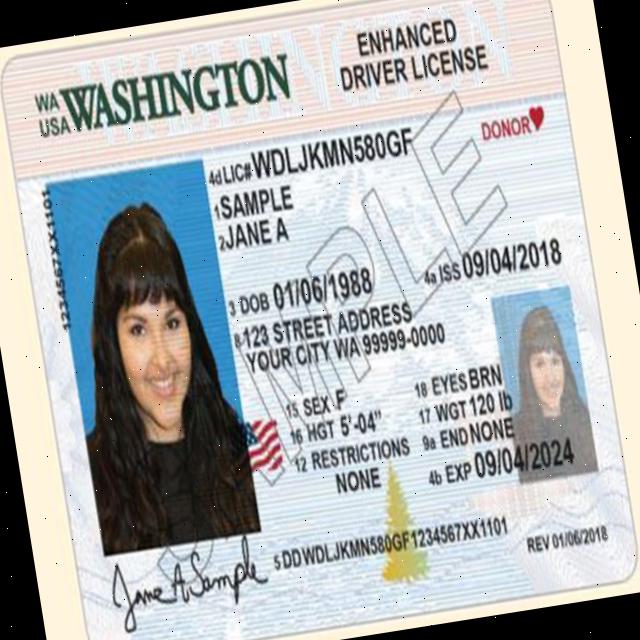 WA USA WASHINGTON
ENHANCED
DRIVER LICENSE
4d LIC# WDLJKMN580GF
DONOR
1 SAMPLE
2 JANE A
1234567XX1101
3 DOB 01/06/1988
4a ISS 09/04/2018
8 123 STREET ADDRESS
YOUR CITY WA 99999-0000
15 SEX F
18 EYES BRN
16 HGT 5'-04"
17 WGT 120 lb
12 RESTRICTIONS
NONE
9a END NONE
4b EXP 09/04/2024
Jane A Sample
5 DD WDLJKMN580GF1234567XX1101
REV 01/06/2018
SAMPLE